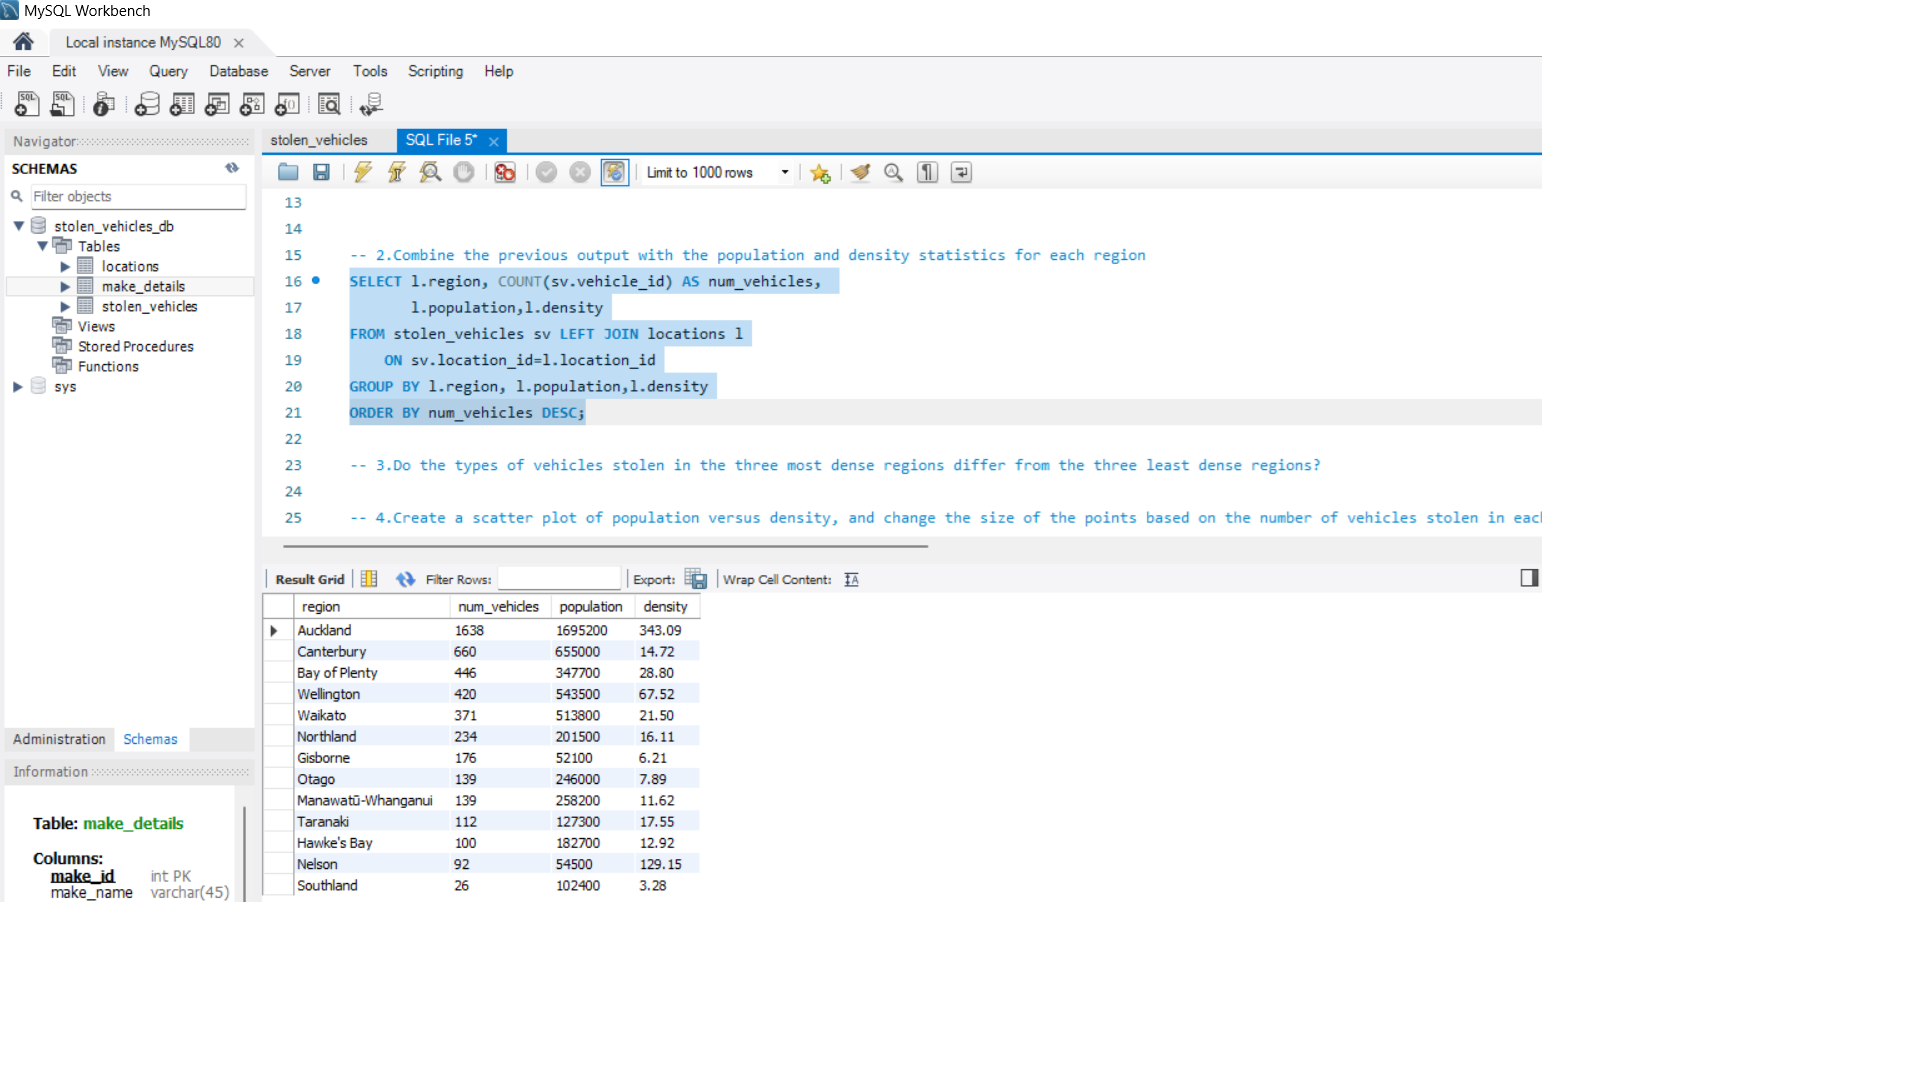 MySQL Workbench
Local instance MySQL80
File Edit View Query Database Server Tools Scripting Help
Navigator
SCHEMAS
Filter objects
stolen_vehicles_db
Tables
locations
make_details
stolen_vehicles
Views
Stored Procedures
Functions
sys
Administration Schemas
Information
Table: make_details
Columns:
make_id int PK
make_name varchar(45)
stolen_vehicles SQL File 5*
Limit to 1000 rows
13
14
15 -- 2.Combine the previous output with the population and density statistics for each region
16 SELECT l.region, COUNT(sv.vehicle_id) AS num_vehicles,
17 l.population,l.density
18 FROM stolen_vehicles sv LEFT JOIN locations l
19 ON sv.location_id=l.location_id
20 GROUP BY l.region, l.population,l.density
21 ORDER BY num_vehicles DESC;
22
23 -- 3.Do the types of vehicles stolen in the three most dense regions differ from the three least dense regions?
24
25 -- 4.Create a scatter plot of population versus density, and change the size of the points based on the number of vehicles stolen in each
Result Grid Filter Rows: Export: Wrap Cell Content:
region num_vehicles population density
Auckland 1638 1695200 343.09
Canterbury 660 655000 14.72
Bay of Plenty 446 347700 28.80
Wellington 420 543500 67.52
Waikato 371 513800 21.50
Northland 234 201500 16.11
Gisborne 176 52100 6.21
Otago 139 246000 7.89
Manawatū-Whanganui 139 258200 11.62
Taranaki 112 127300 17.55
Hawke's Bay 100 182700 12.92
Nelson 92 54500 129.15
Southland 26 102400 3.28